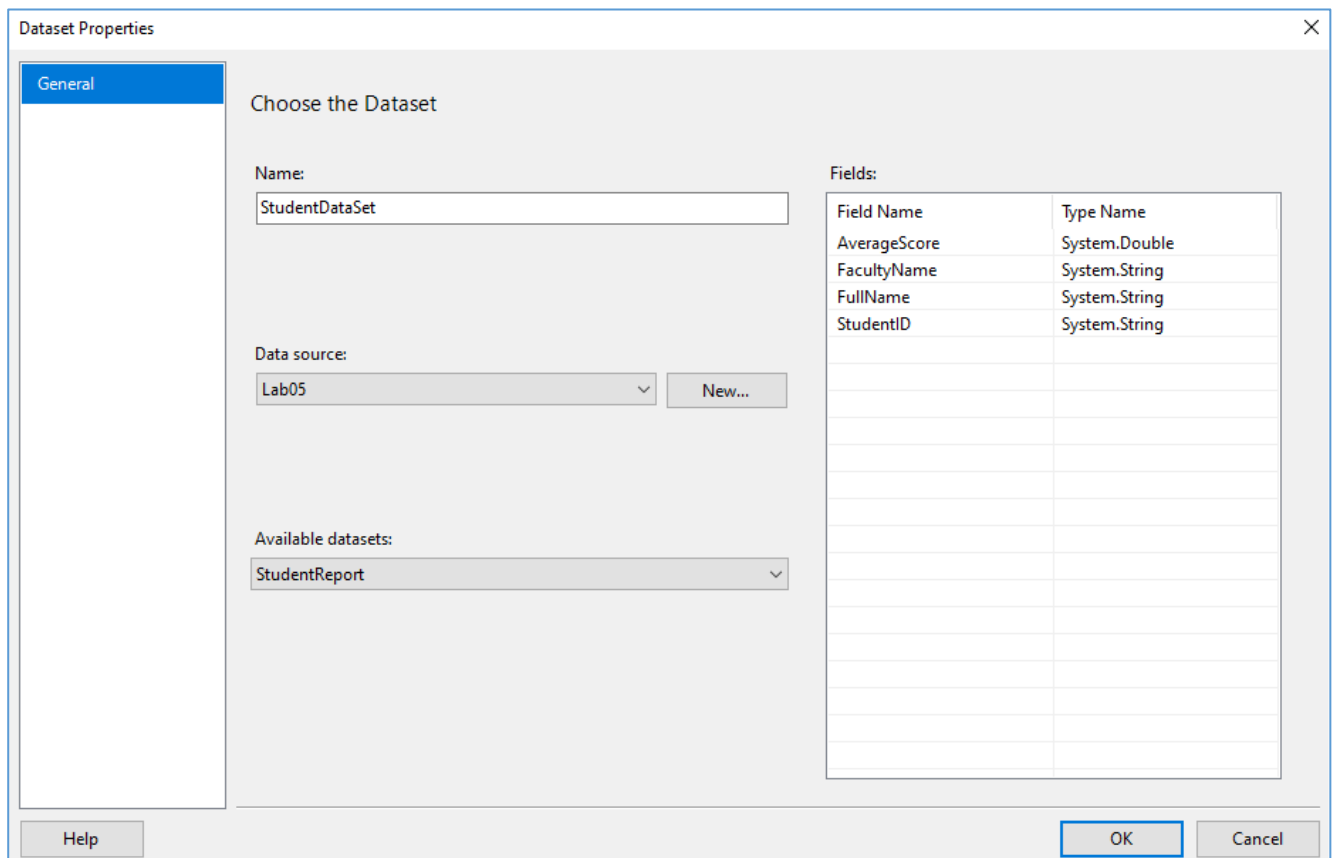 Dataset Properties
General
Choose the Dataset
Name:
StudentDataSet
Data source:
Lab05
New...
Available datasets:
StudentReport
Fields:
Field Name Type Name
AverageScore System.Double
FacultyName System.String
FullName System.String
StudentID System.String
Help
OK
Cancel